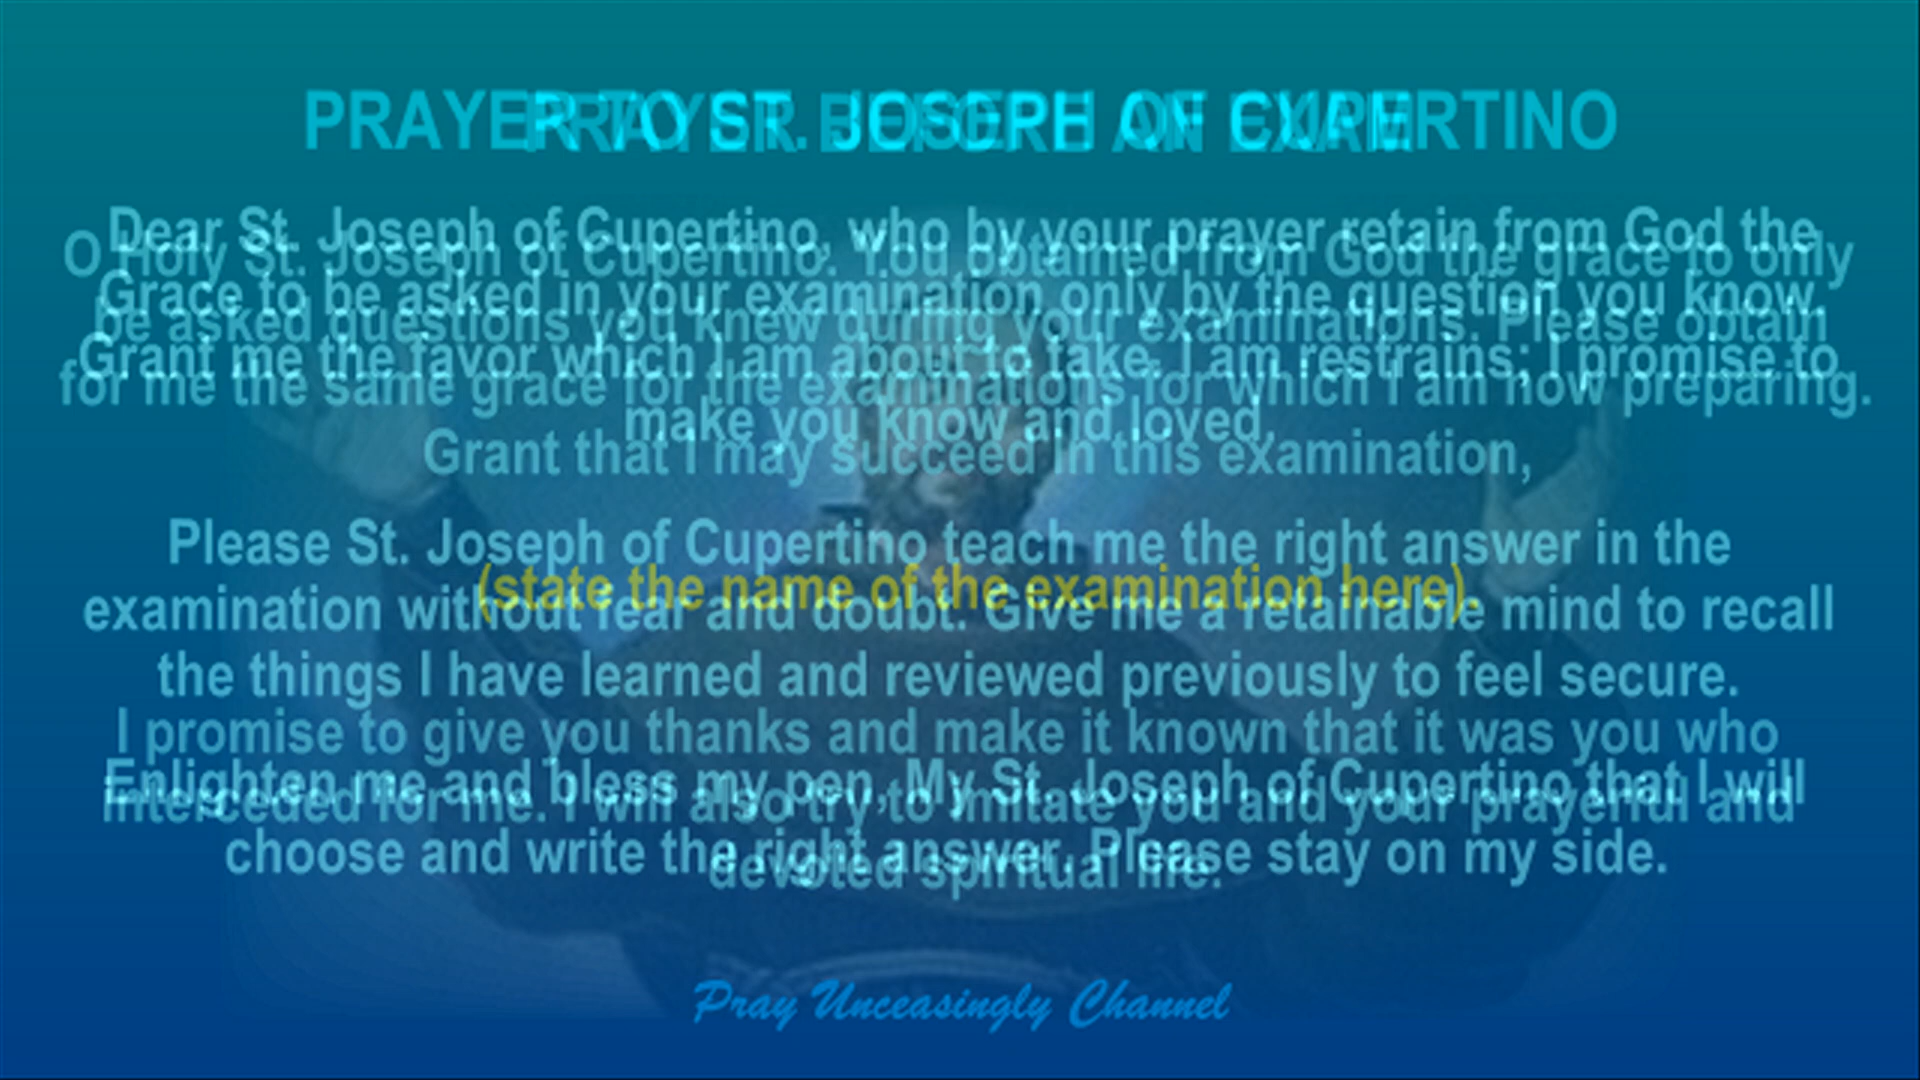 PRAYER TO ST. JOSEPH OF CUPERTINO
PRAYER BEFORE AN EXAM
Dear St. Joseph of Cupertino, who by your prayer retain from God the
O Holy St. Joseph of Cupertino. You obtained from God the grace to only
Grace to be asked in your examination only by the question you know.
be asked questions you knew during your examinations. Please obtain
Grant me the favor which I am about to take. I am restrains; I promise to
for me the same grace for the examinations for which I am now preparing.
make you know and loved.
Grant that I may succeed in this examination,
Please St. Joseph of Cupertino teach me the right answer in the
(state the name of the examination here).
examination without fear and doubt. Give me a retainable mind to recall
the things I have learned and reviewed previously to feel secure.
I promise to give you thanks and make it known that it was you who
Enlighten me and bless my pen, My St. Joseph of Cupertino that I will
interceded for me. I will also try to imitate you and your prayerful and
choose and write the right answer. Please stay on my side.
devoted spiritual life.
Pray Unceasingly Channel